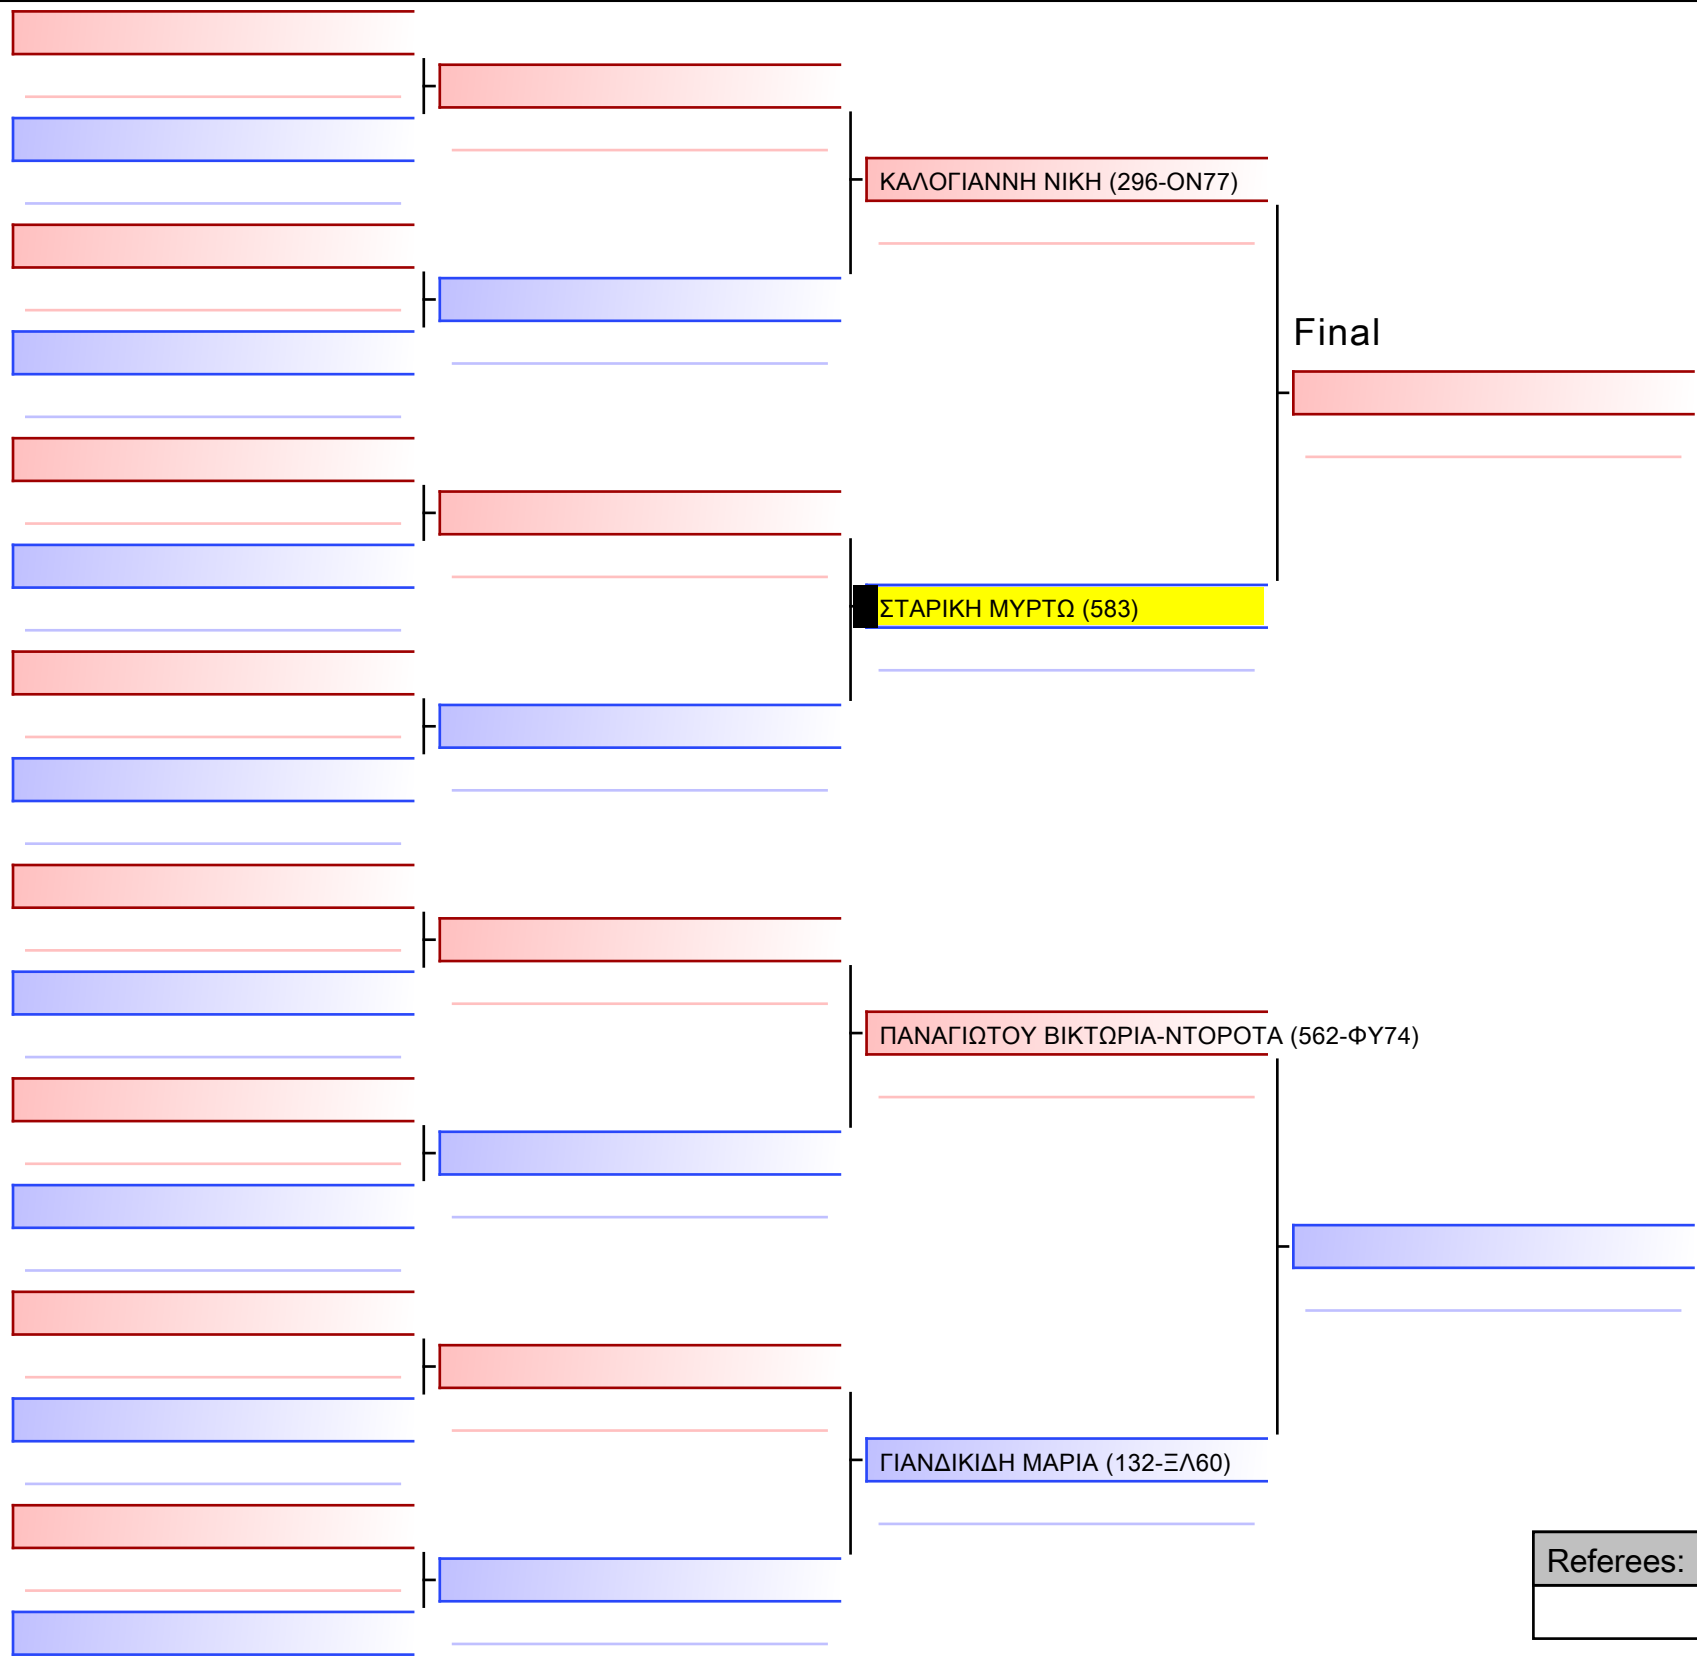 ΚΑΛΟΓΙΑΝΝΗ ΝΙΚΗ (296-ΟΝ77)
Final
ΣΤΑΡΙΚΗ ΜΥΡΤΩ (583)
ΠΑΝΑΓΙΩΤΟΥ ΒΙΚΤΩΡΙΑ-ΝΤΟΡΟΤΑ (562-ΦΥ74)
ΓΙΑΝΔΙΚΙΔΗ ΜΑΡΙΑ (132-ΞΛ60)
Referees: